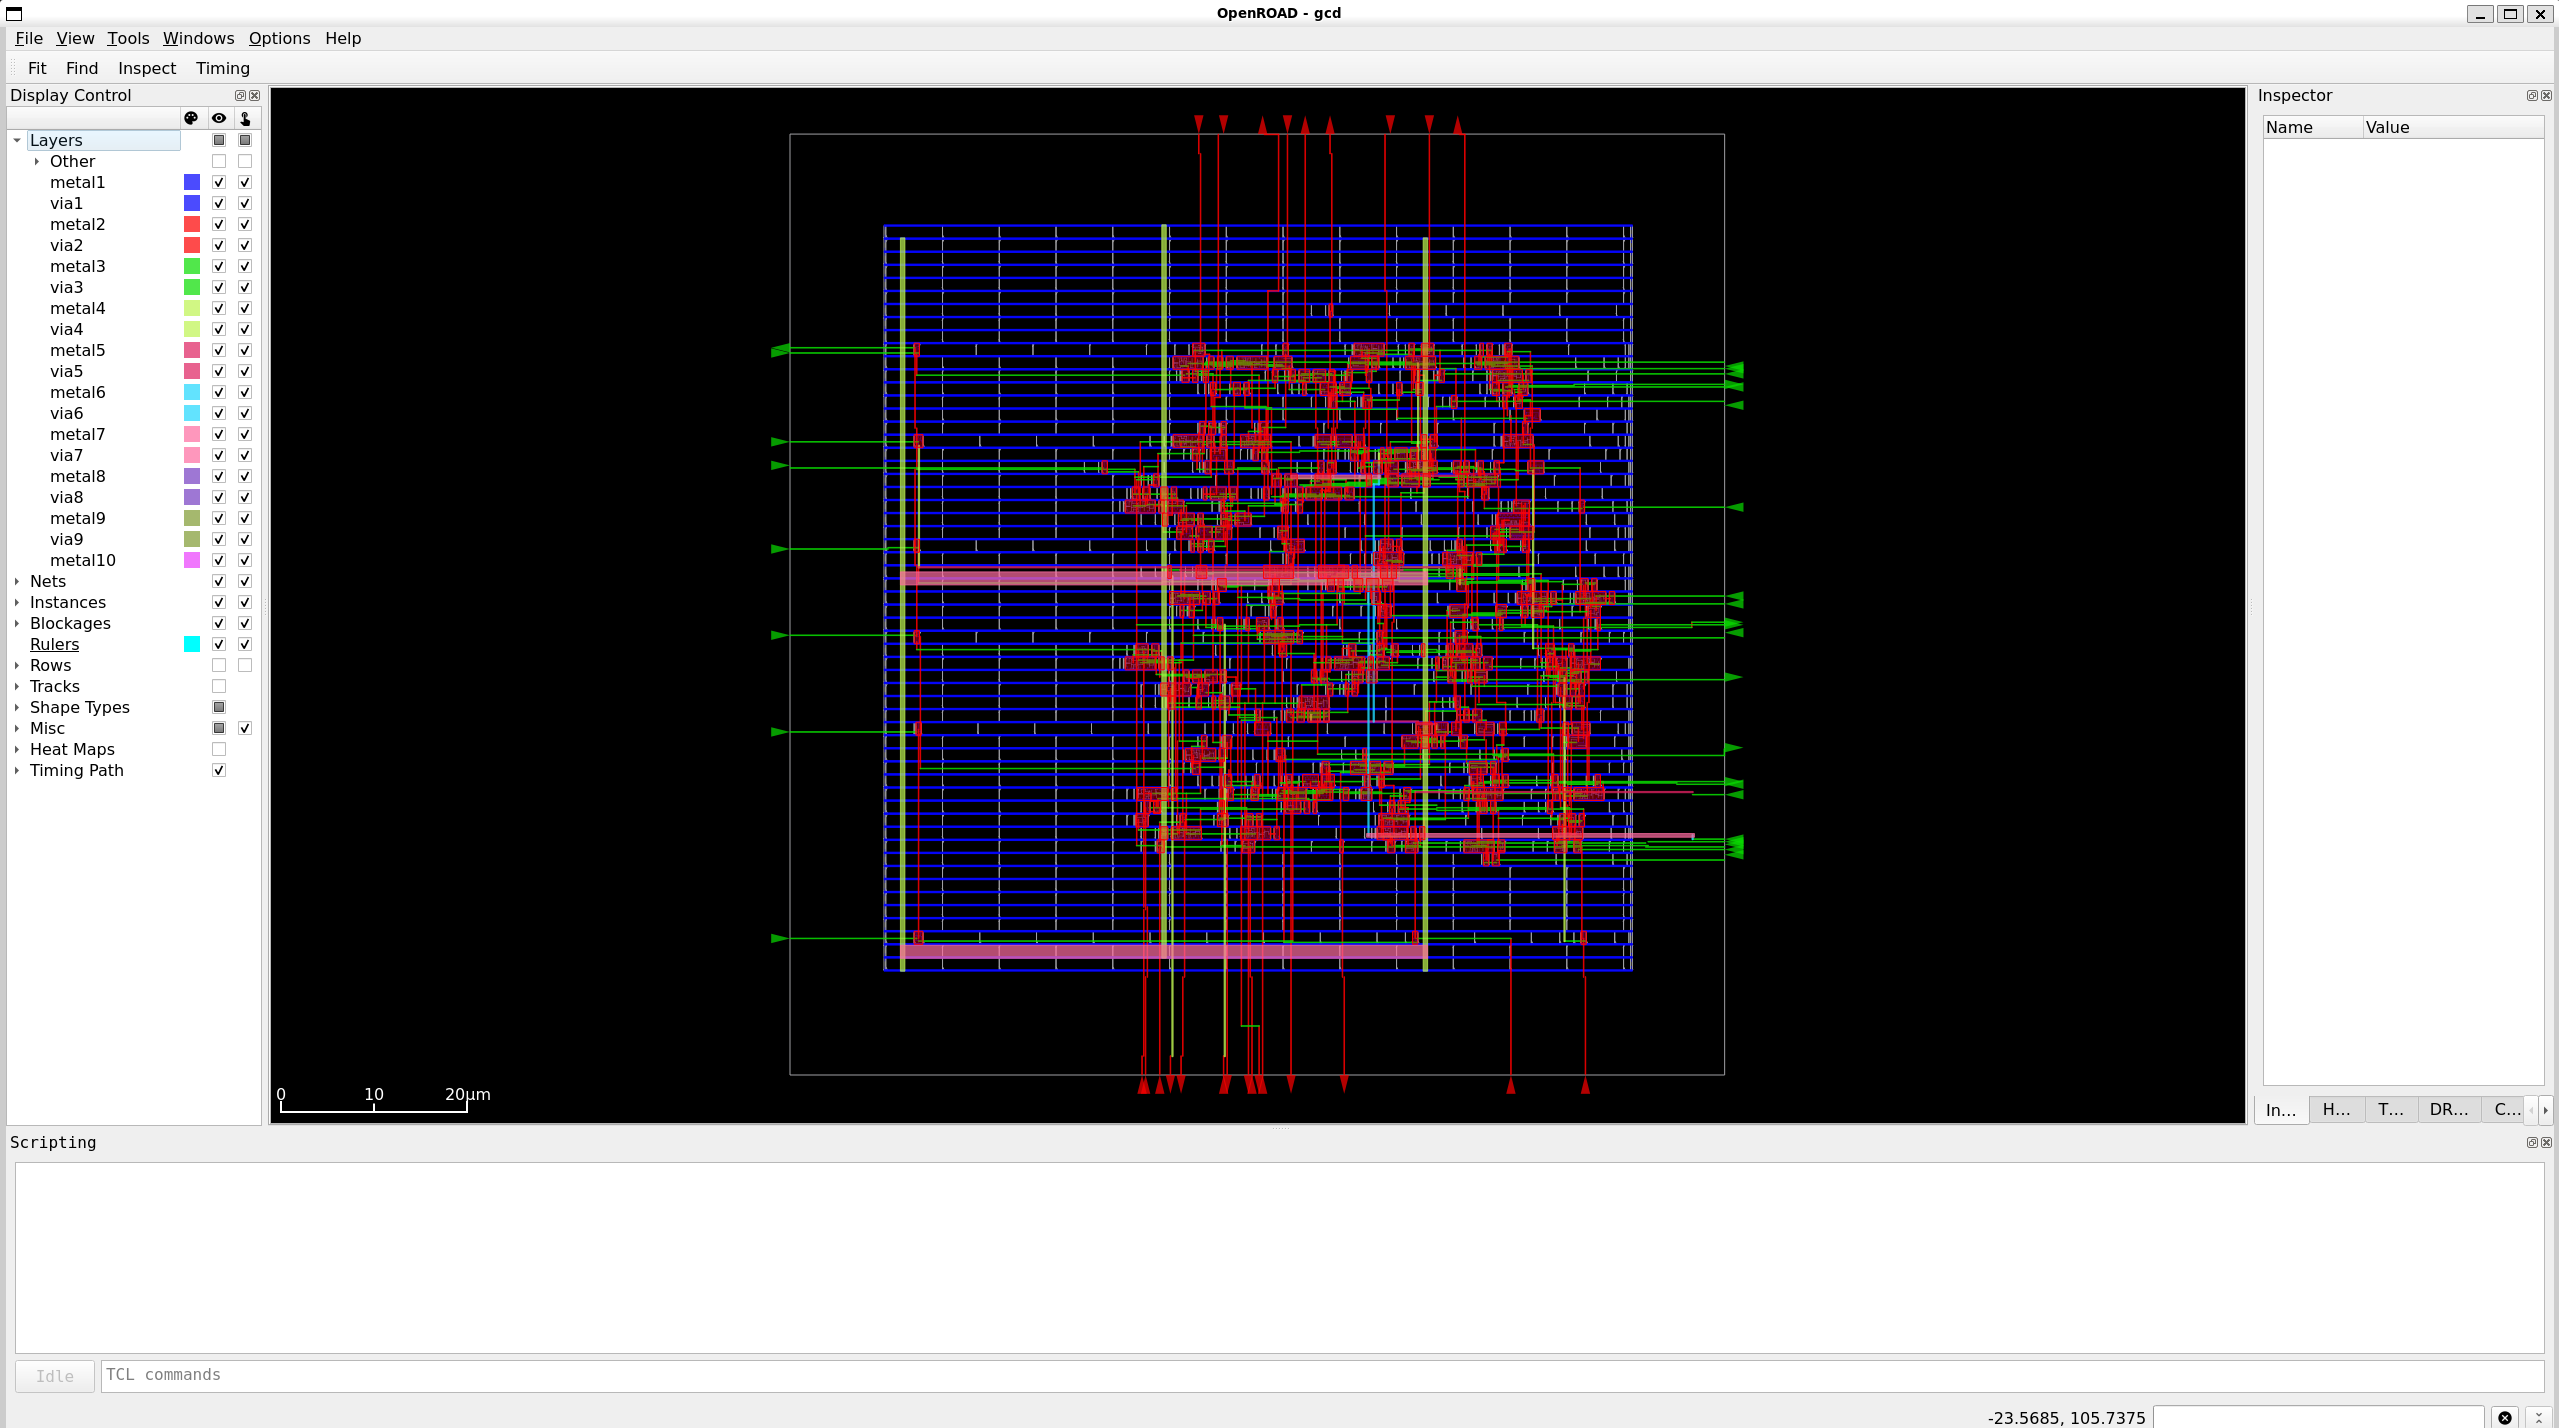 OpenROAD - gcd
File View Tools Windows Options Help
Fit Find Inspect Timing
Display Control
Layers
Other
metal1
via1
metal2
via2
metal3
via3
metal4
via4
metal5
via5
metal6
via6
metal7
via7
metal8
via8
metal9
via9
metal10
Nets
Instances
Blockages
Rulers
Rows
Tracks
Shape Types
Misc
Heat Maps
Timing Path
0 10 20μm
Inspector
Name Value
In... H... T... DR... C...
Scripting
Idle TCL commands
-23.5685, 105.7375